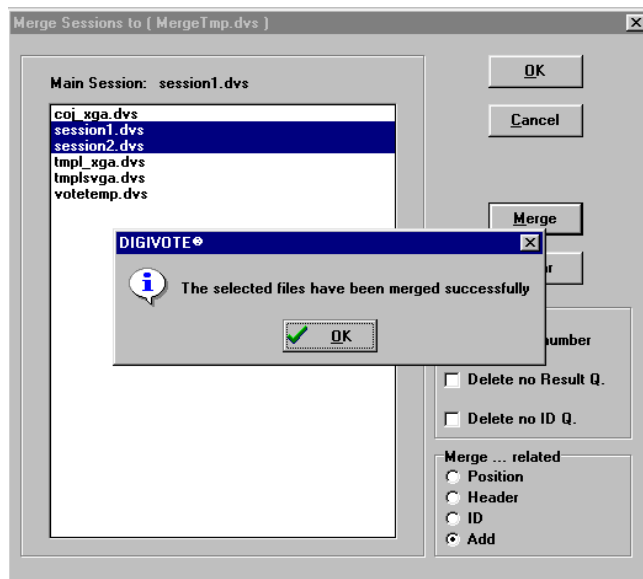 Merge Sessions to ( MergeTmp.dvs )
Main Session: session1.dvs
coj_xga.dvs
session1.dvs
session2.dvs
tmpl_xga.dvs
tmplsvga.dvs
votetemp.dvs
OK
Cancel
Merge
DIGIVOTE®
The selected files have been merged successfully
OK
number
Delete no Result Q.
Delete no ID Q.
Merge ... related
Position
Header
ID
Add